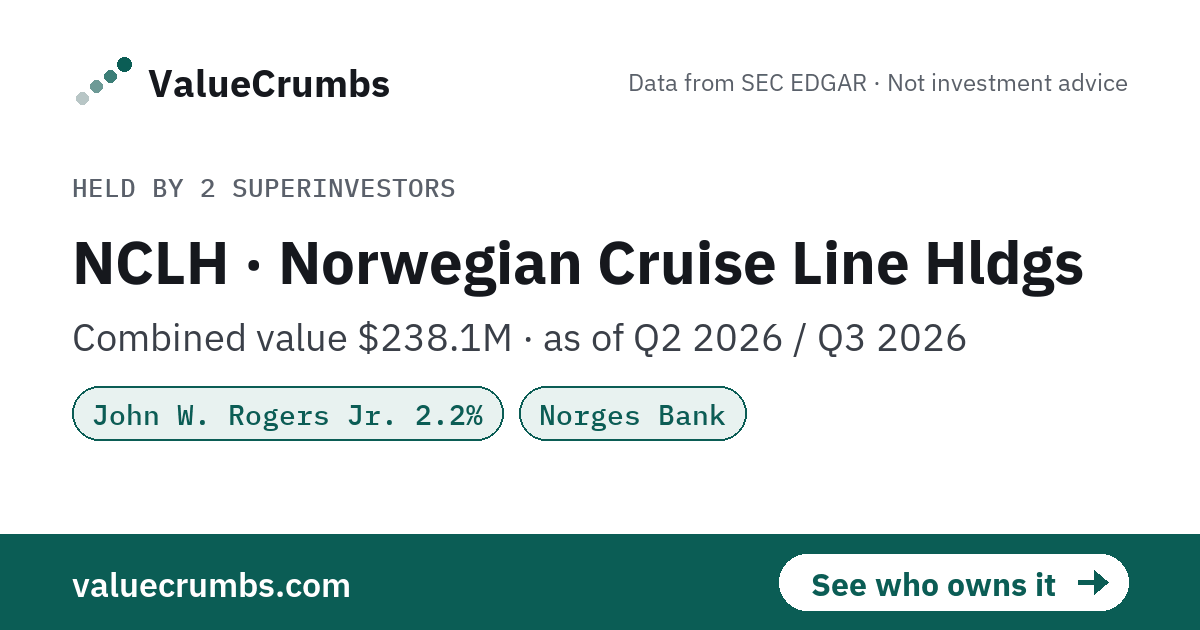 ValueCrumbs
Data from SEC EDGAR · Not investment advice
HELD BY 2 SUPERINVESTORS
NCLH · Norwegian Cruise Line Hldgs
Combined value $238.1M · as of Q2 2026 / Q3 2026
John W. Rogers Jr. 2.2%
Norges Bank
valuecrumbs.com
See who owns it →